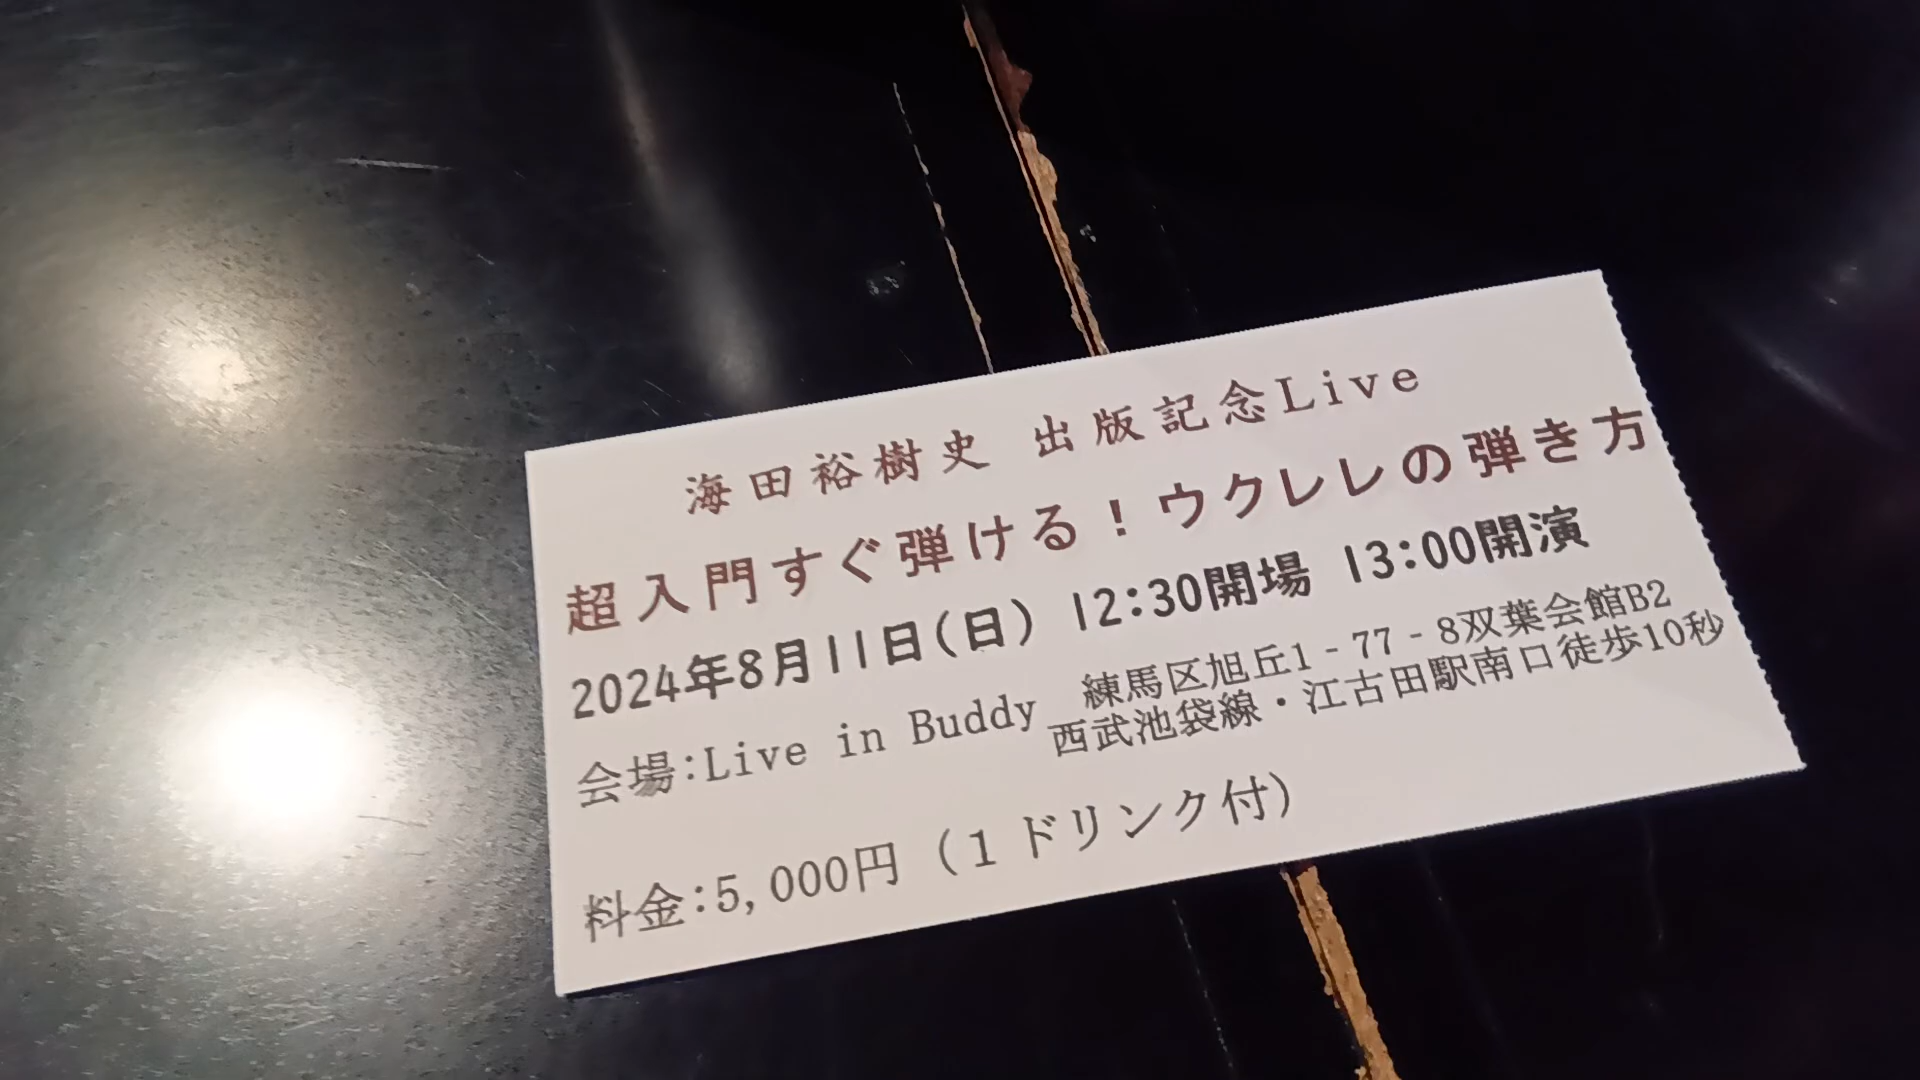 海田裕樹史 出版記念Live
超入門すぐ弾ける！ウクレレの弾き方
2024年8月11日(日) 12:30開場 13:00開演
会場:Live in Buddy
練馬区旭丘1-77-8双葉会館B2
西武池袋線・江古田駅南口徒歩10秒
料金:5,000円（1ドリンク付）